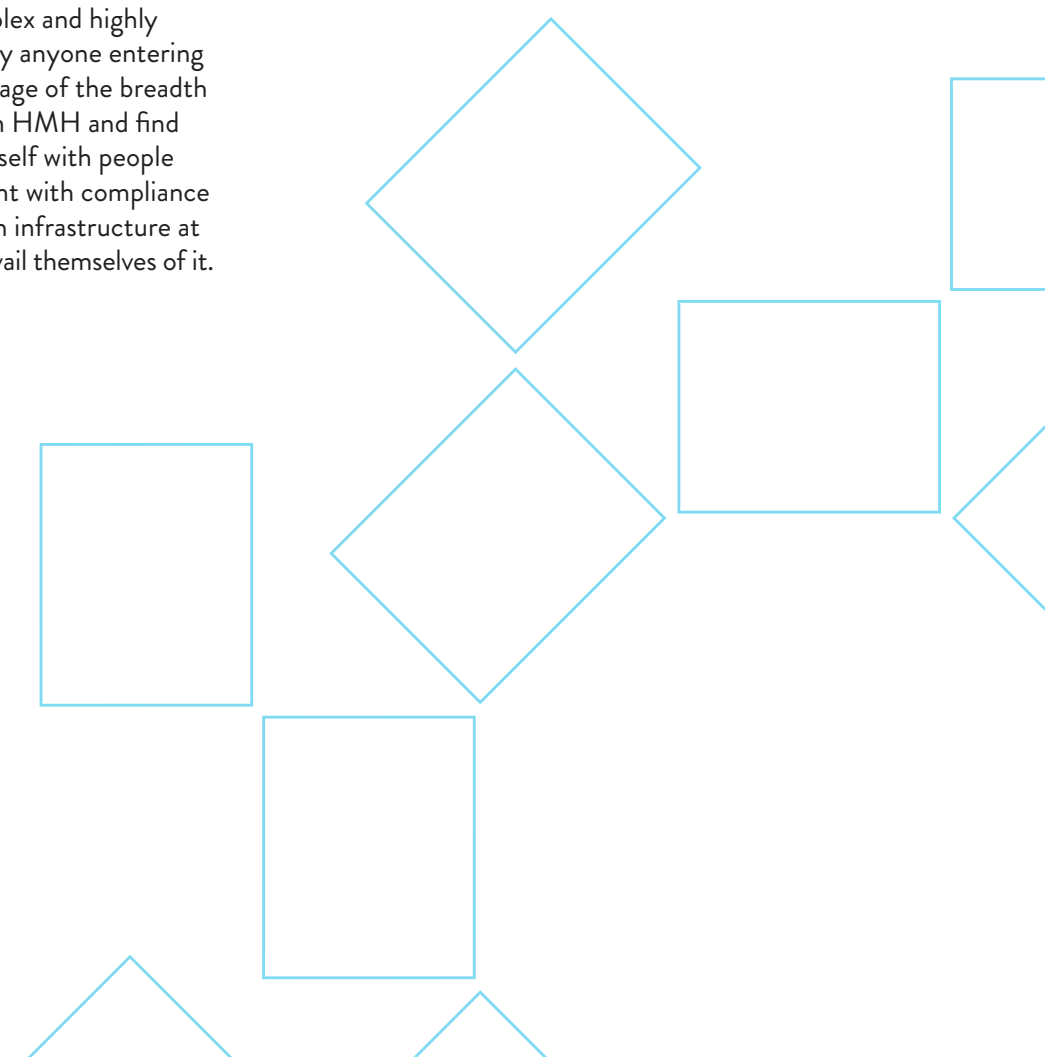 plex and highly
y anyone entering
age of the breadth
n HMH and find
self with people
nt with compliance
n infrastructure at
vail themselves of it.